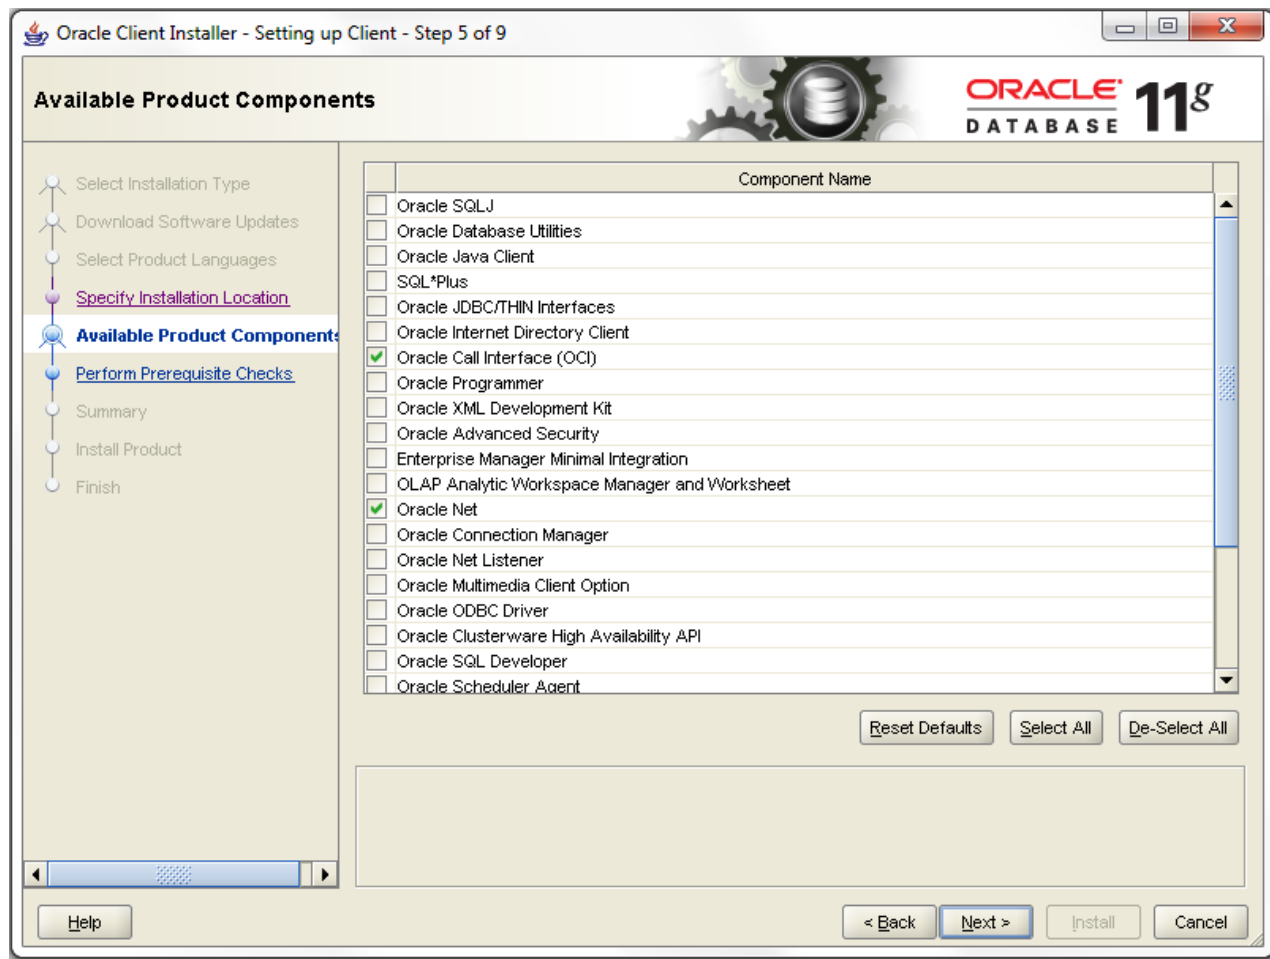 Oracle Client Installer - Setting up Client - Step 5 of 9
Available Product Components
ORACLE
DATABASE
11g
Select Installation Type
Download Software Updates
Select Product Languages
Specify Installation Location
Available Product Components
Perform Prerequisite Checks
Summary
Install Product
Finish
Component Name
Oracle SQLJ
Oracle Database Utilities
Oracle Java Client
SQL*Plus
Oracle JDBC/THIN Interfaces
Oracle Internet Directory Client
Oracle Call Interface (OCI)
Oracle Programmer
Oracle XML Development Kit
Oracle Advanced Security
Enterprise Manager Minimal Integration
OLAP Analytic Workspace Manager and Worksheet
Oracle Net
Oracle Connection Manager
Oracle Net Listener
Oracle Multimedia Client Option
Oracle ODBC Driver
Oracle Clusterware High Availability API
Oracle SQL Developer
Oracle Scheduler Agent
Reset Defaults
Select All
De-Select All
Help
< Back
Next >
Install
Cancel